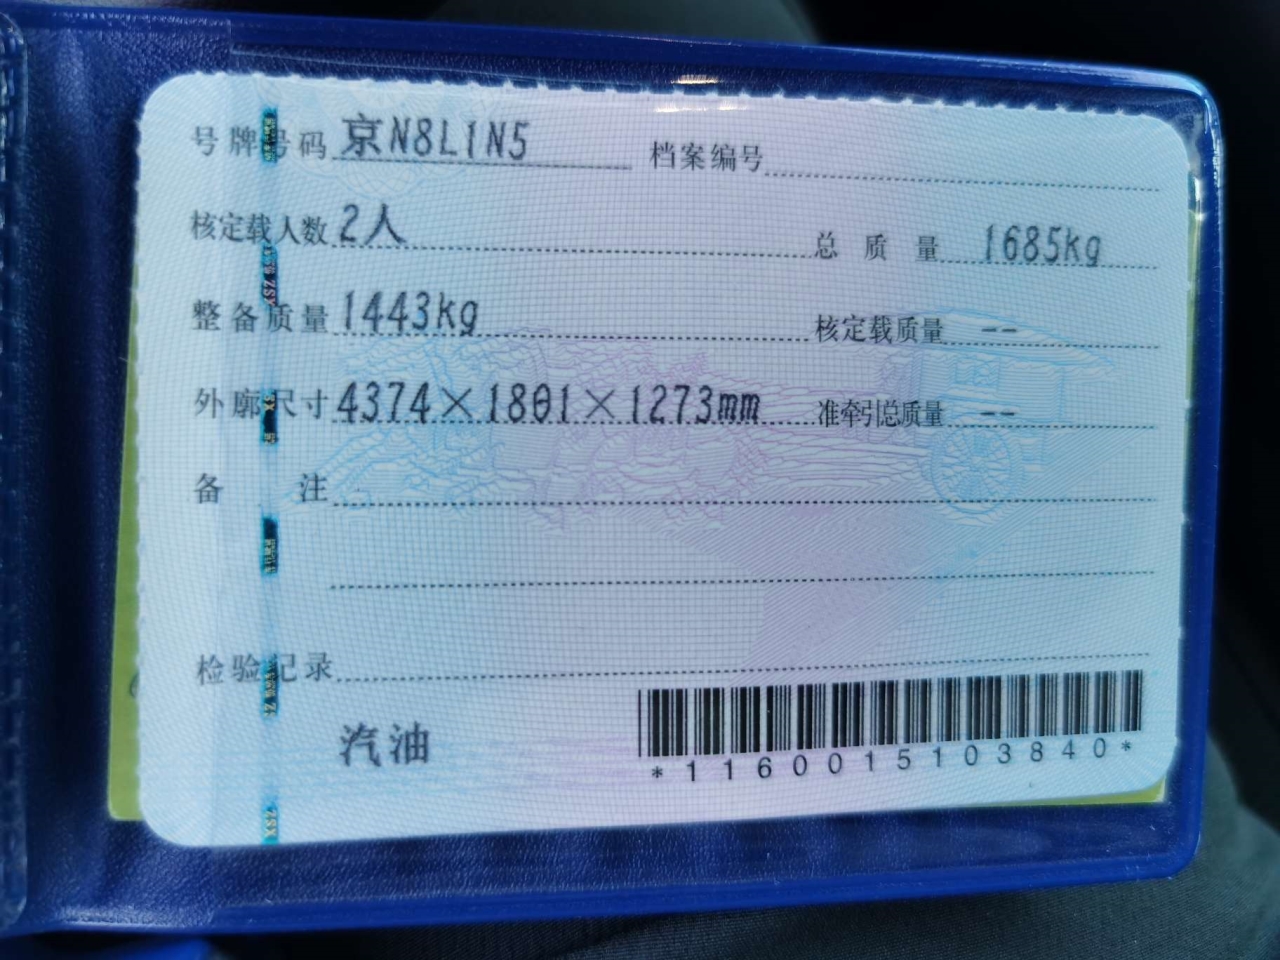 号牌号码 京N8L1N5 档案编号
核定载人数 2人 总质量 1685kg
整备质量 1443kg 核定载质量 --
外廓尺寸 4374×1801×1273mm 准牵引总质量 --
备注
检验记录
汽油
*1160015103840*